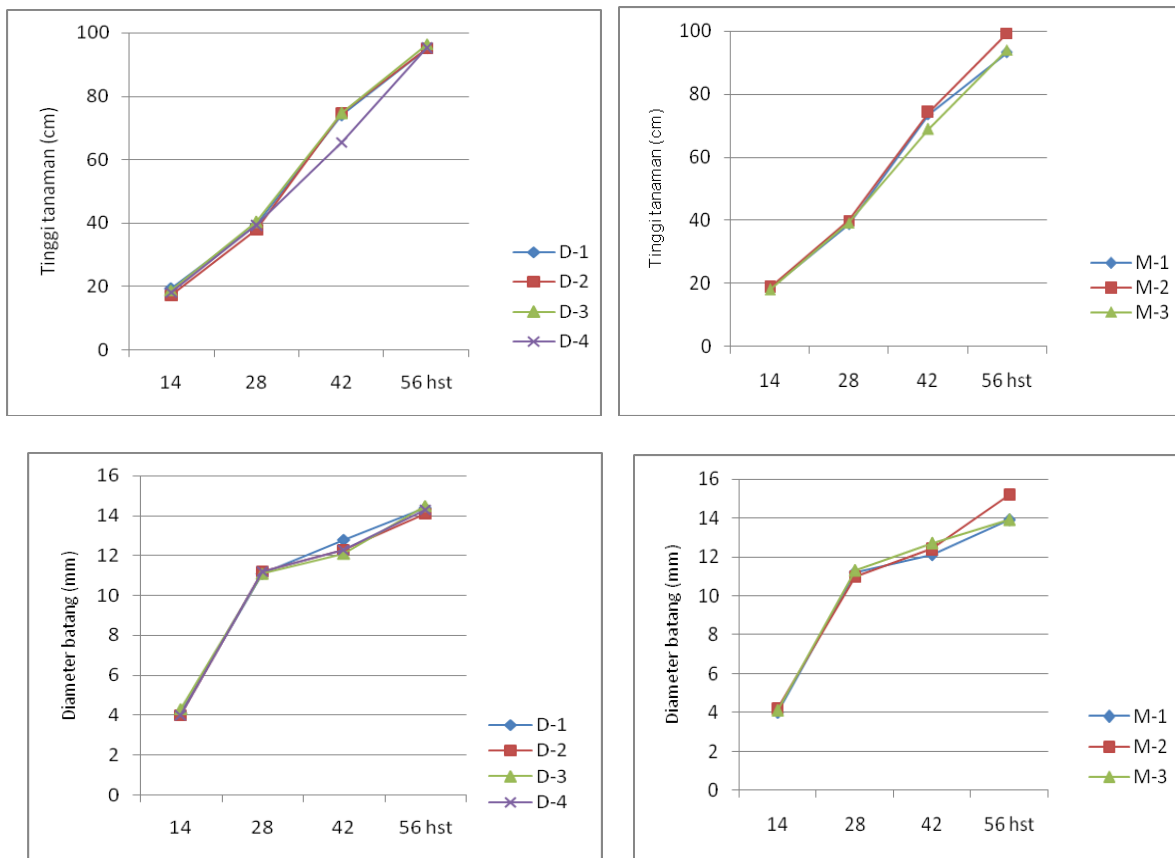 Tinggi tanaman (cm)
100
80
60
40
20
0
14 28 42 56 hst
D-1
D-2
D-3
D-4
Tinggi tanaman (cm)
100
80
60
40
20
0
14 28 42 56 hst
M-1
M-2
M-3
Diameter batang (mm)
16
14
12
10
8
6
4
2
0
14 28 42 56 hst
D-1
D-2
D-3
D-4
Diameter batang (mm)
16
14
12
10
8
6
4
2
0
14 28 42 56 hst
M-1
M-2
M-3